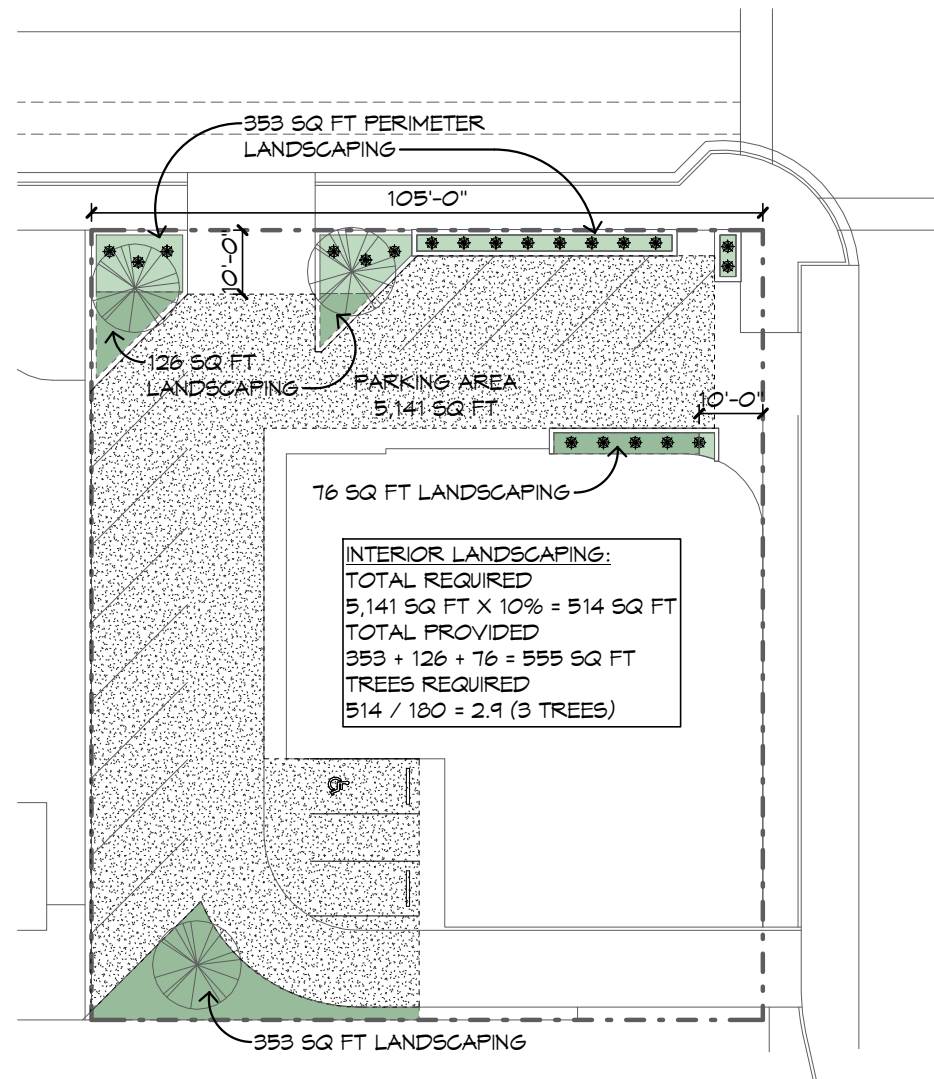 353 SQ FT PERIMETER
LANDSCAPING
105'-0"
10'-0"
126 SQ FT
LANDSCAPING
PARKING AREA
5,141 SQ FT
10'-0"
76 SQ FT LANDSCAPING
INTERIOR LANDSCAPING:
TOTAL REQUIRED
5,141 SQ FT X 10% = 514 SQ FT
TOTAL PROVIDED
353 + 126 + 76 = 555 SQ FT
TREES REQUIRED
514 / 180 = 2.9 (3 TREES)
353 SQ FT LANDSCAPING